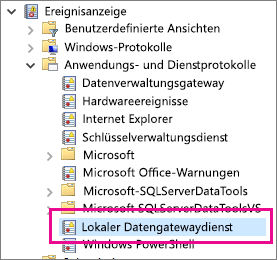 Ereignisanzeige
Benutzerdefinierte Ansichten
Windows-Protokolle
Anwendungs- und Dienstprotokolle
Datenverwaltungsgateway
Hardwareereignisse
Internet Explorer
Schlüsselverwaltungsdienst
Microsoft
Microsoft Office-Warnungen
Microsoft-SQLServerDataTools
Microsoft-SQLServerDataToolsVS
Lokaler Datengatewaydienst
Windows PowerShell